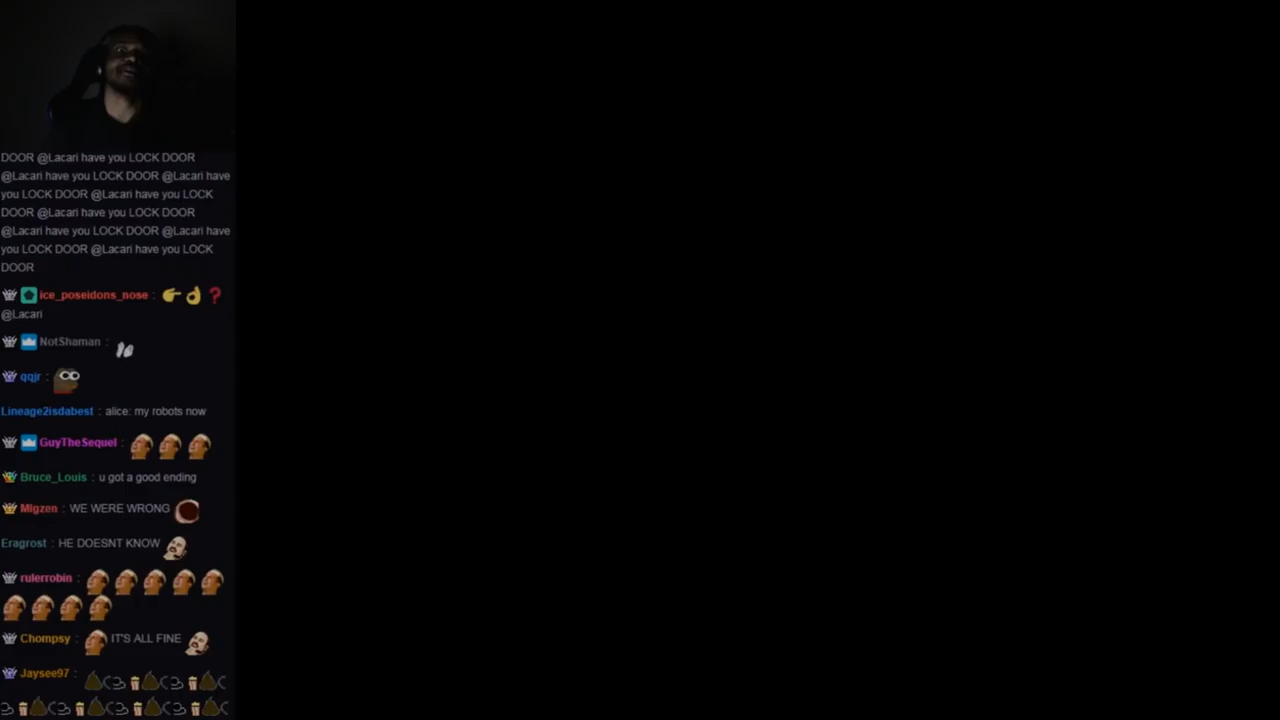 DOOR @Lacari have you LOCK DOOR
@Lacari have you LOCK DOOR @Lacari have
you LOCK DOOR @Lacari have you LOCK
DOOR @Lacari have you LOCK DOOR
@Lacari have you LOCK DOOR @Lacari have
you LOCK DOOR @Lacari have you LOCK
DOOR
ice_poseidons_nose :
@Lacari
NotShaman :
qqjr :
Lineage2isdabest : alice: my robots now
GuyTheSequel :
Bruce_Louis : u got a good ending
Migzen : WE WERE WRONG
Eragrost : HE DOESNT KNOW
rulerrobin :
Chompsy : IT'S ALL FINE
Jaysee97 :